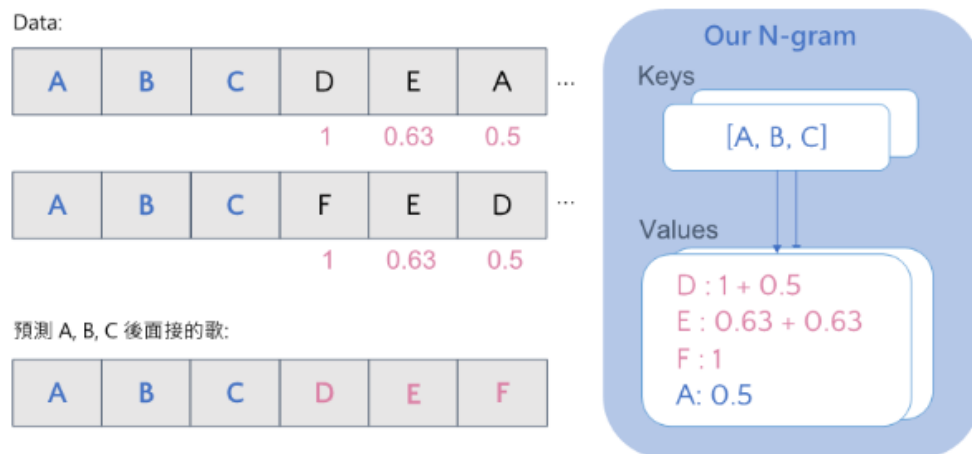 Data:
A B C D E A ...
1 0.63 0.5
A B C F E D ...
1 0.63 0.5
預測 A, B, C 後面接的歌:
A B C D E F
Our N-gram
Keys
[A, B, C]
Values
D : 1 + 0.5
E : 0.63 + 0.63
F : 1
A: 0.5